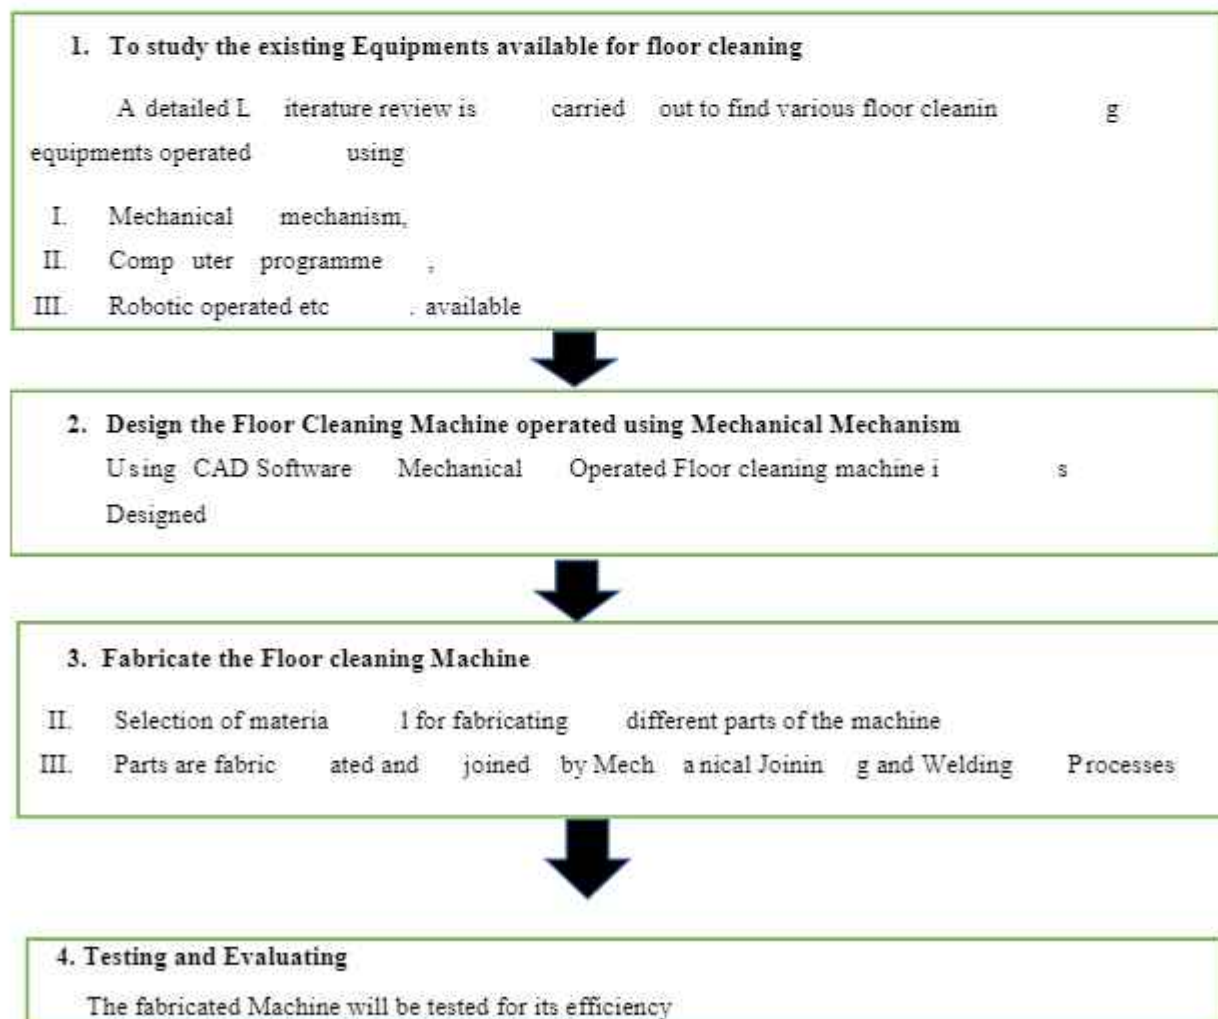 1. To study the existing Equipments available for floor cleaning
A detailed L iterature review is carried out to find various floor cleanin g
equipments operated using
I. Mechanical mechanism,
II. Comp uter programme ,
III. Robotic operated etc . available
2. Design the Floor Cleaning Machine operated using Mechanical Mechanism
Using CAD Software Mechanical Operated Floor cleaning machine i s
Designed
3. Fabricate the Floor cleaning Machine
II. Selection of materia l for fabricating different parts of the machine
III. Parts are fabric ated and joined by Mech anical Joinin g and Welding Processes
4. Testing and Evaluating
The fabricated Machine will be tested for its efficiency